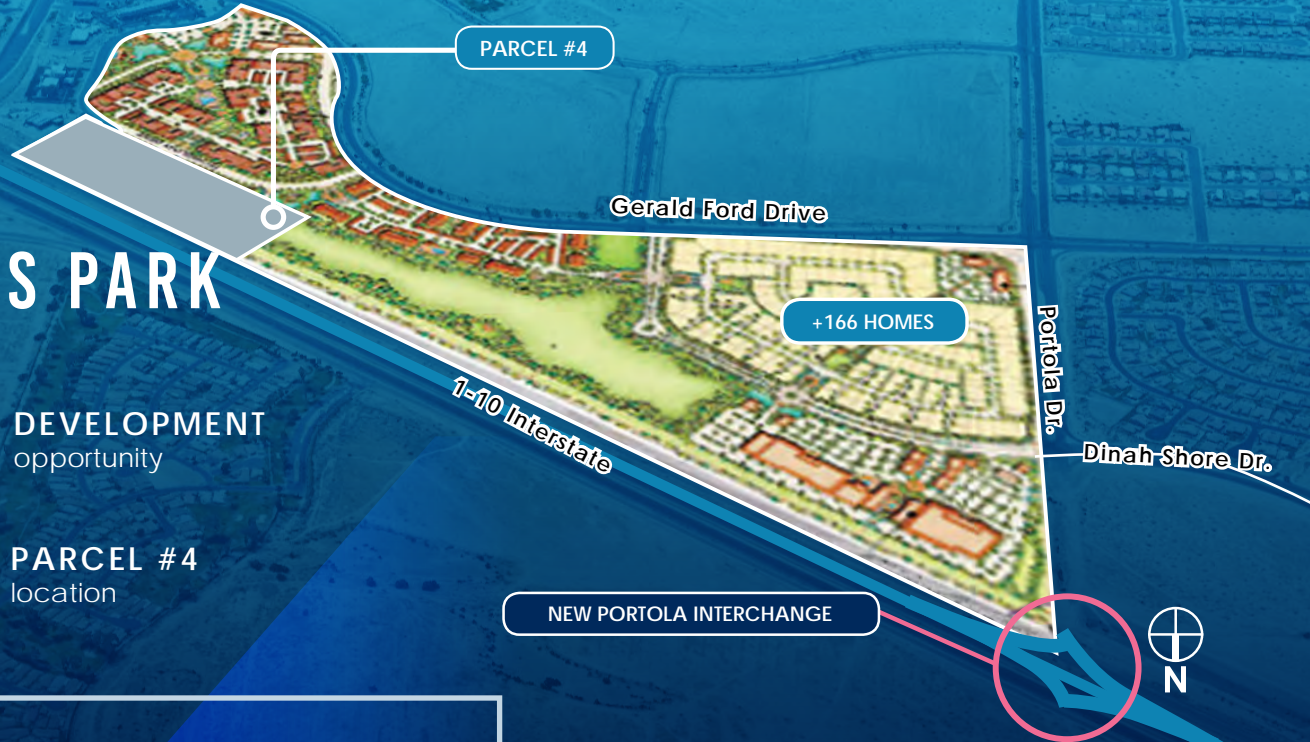 PARCEL #4
Gerald Ford Drive
S PARK
+166 HOMES
Portola Dr.
1-10 Interstate
DEVELOPMENT
opportunity
Dinah Shore Dr.
PARCEL #4
location
NEW PORTOLA INTERCHANGE
N